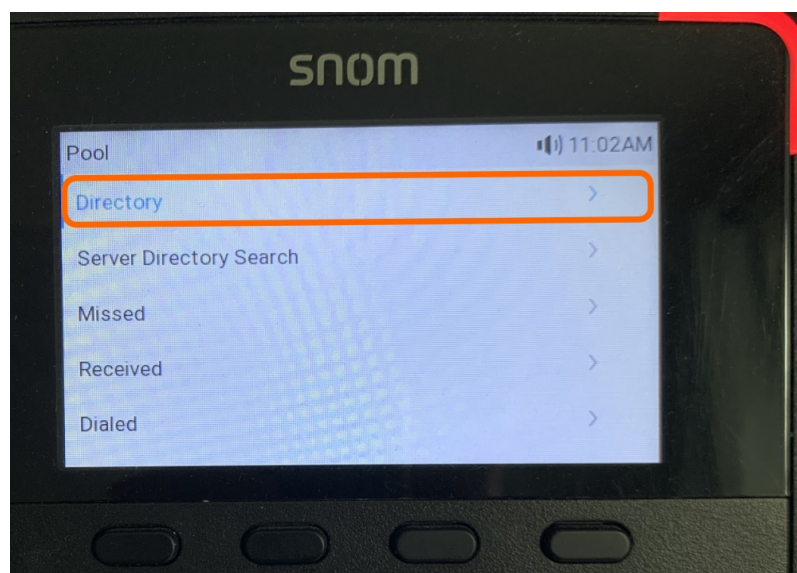 snom
Pool 11:02AM
Directory
Server Directory Search
Missed
Received
Dialed